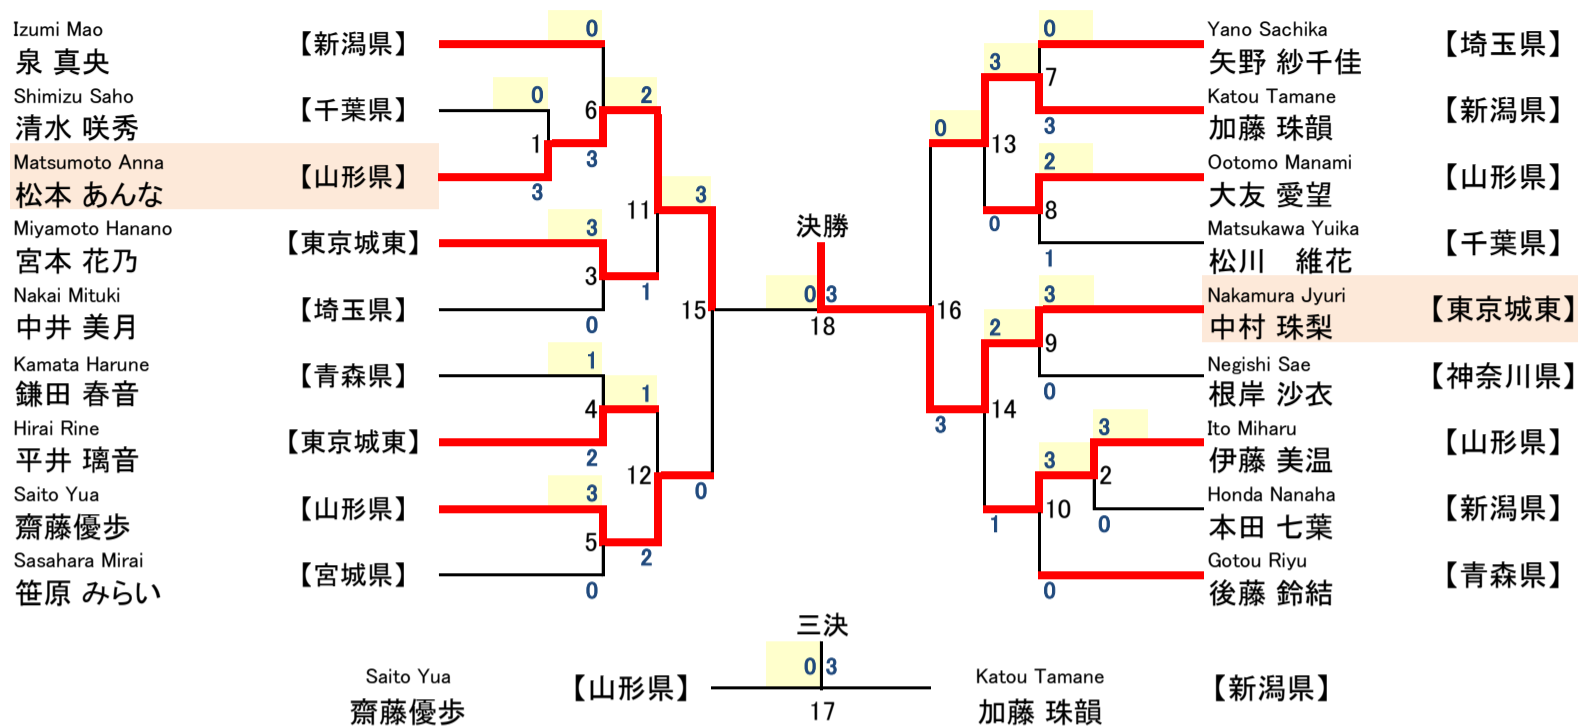 Izumi Mao
泉 真央
【新潟県】
0
Shimizu Saho
清水 咲秀
【千葉県】
0
6
2
1
Matsumoto Anna
松本 あんな
【山形県】
3
3
Miyamoto Hanano
宮本 花乃
【東京城東】
3
11
3
3
1
Nakai Mituki
中井 美月
【埼玉県】
0
15
Kamata Harune
鎌田 春音
【青森県】
1
4
1
Hirai Rine
平井 璃音
【東京城東】
2
12
0
Saito Yua
齋藤優歩
【山形県】
3
5
2
Sasahara Mirai
笹原 みらい
【宮城県】
0
決勝
0 3
18
0
Yano Sachika
矢野 紗千佳
【埼玉県】
3
7
Katou Tamane
加藤 珠韻
【新潟県】
3
0
13
2
Ootomo Manami
大友 愛望
【山形県】
0
8
Matsukawa Yuika
松川 維花
【千葉県】
1
3
Nakamura Jyuri
中村 珠梨
【東京城東】
16
2
9
Negishi Sae
根岸 沙衣
【神奈川県】
0
3
14
3
Ito Miharu
伊藤 美温
【山形県】
3
2
Honda Nanaha
本田 七葉
【新潟県】
1
10
0
Gotou Riyu
後藤 鈴結
【青森県】
0
三決
0 3
17
Saito Yua
齋藤優歩
【山形県】
Katou Tamane
加藤 珠韻
【新潟県】